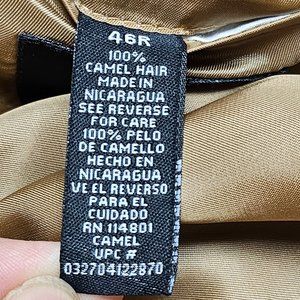 46R
100%
CAMEL HAIR
MADE IN
NICARAGUA
SEE REVERSE
FOR CARE
100% PELO
DE CAMELLO
HECHO EN
NICARAGUA
VE EL REVERSO
PARA EL
CUIDADO
RN 114801
CAMEL
UPC #
032704122870